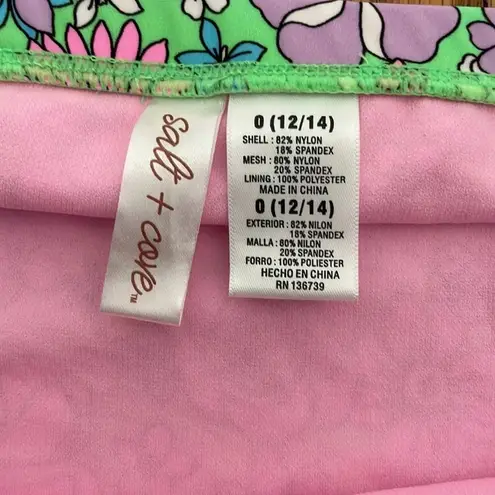 salt + cove™
0 (12/14)
SHELL : 82% NYLON
18% SPANDEX
MESH : 80% NYLON
20% SPANDEX
LINING : 100% POLYESTER
MADE IN CHINA
0 (12/14)
EXTERIOR : 82% NILON
18% SPANDEX
MALLA : 80% NILON
20% SPANDEX
FORRO : 100% POLIESTER
HECHO EN CHINA
RN 136739